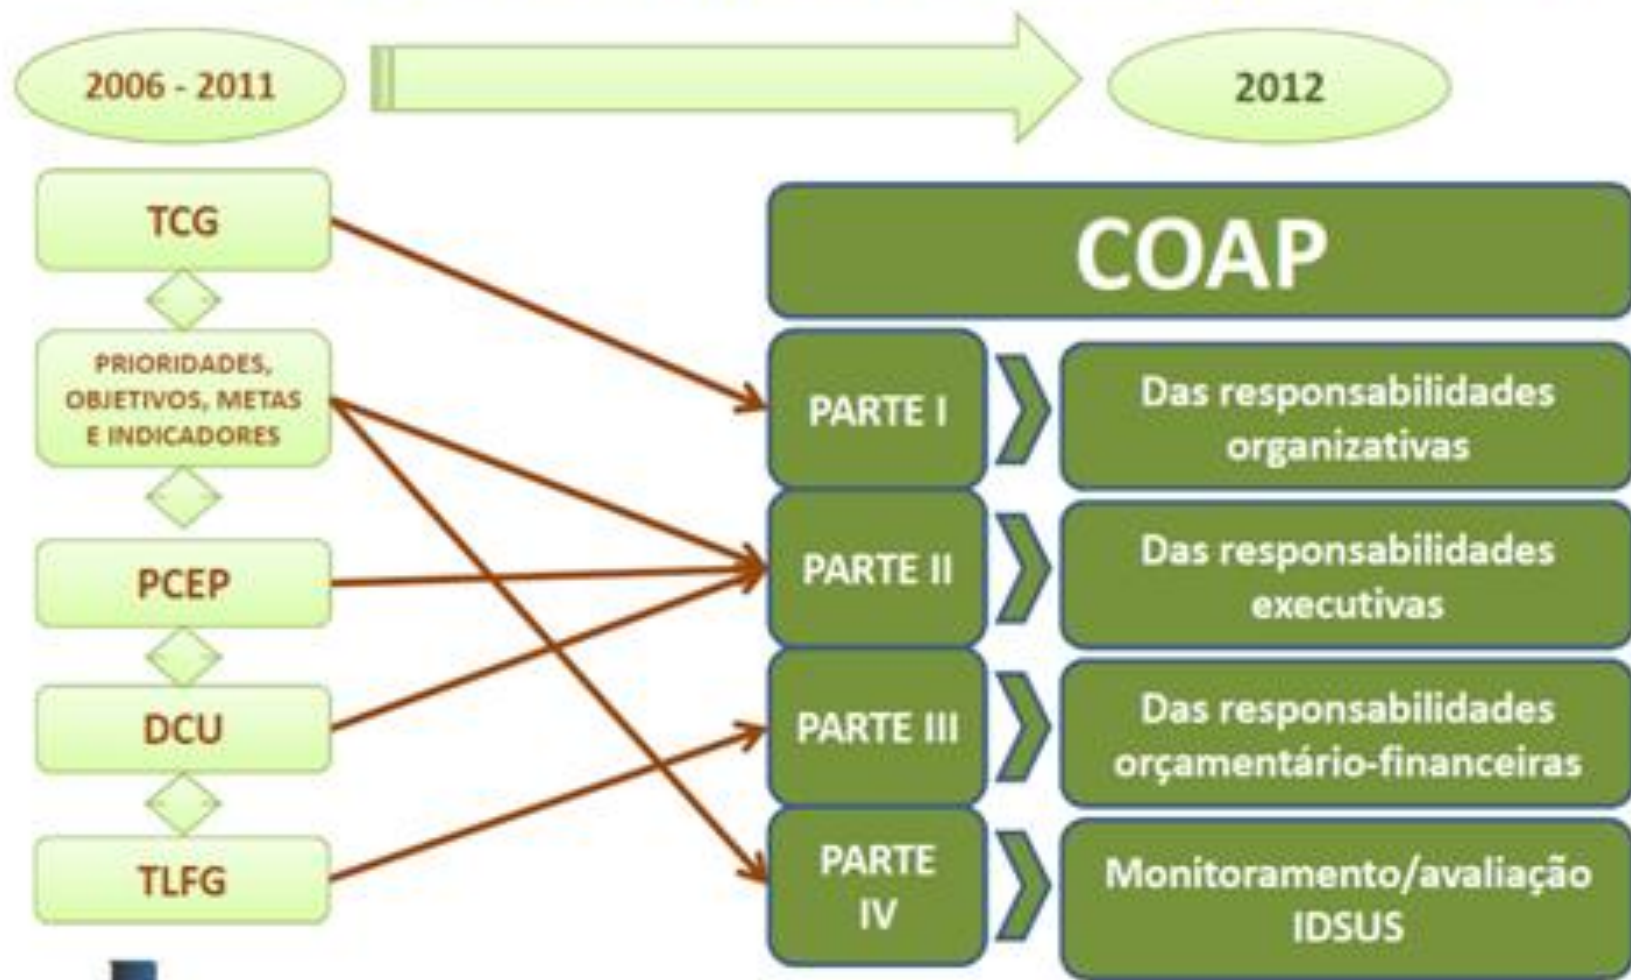 2006 - 2011
2012
TCG
PRIORIDADES,
OBJETIVOS, METAS
E INDICADORES
PCEP
DCU
TLFG
COAP
PARTE I
Das responsabilidades
organizativas
PARTE II
Das responsabilidades
executivas
PARTE III
Das responsabilidades
orçamentário-financeiras
PARTE
IV
Monitoramento/avaliação
IDSUS